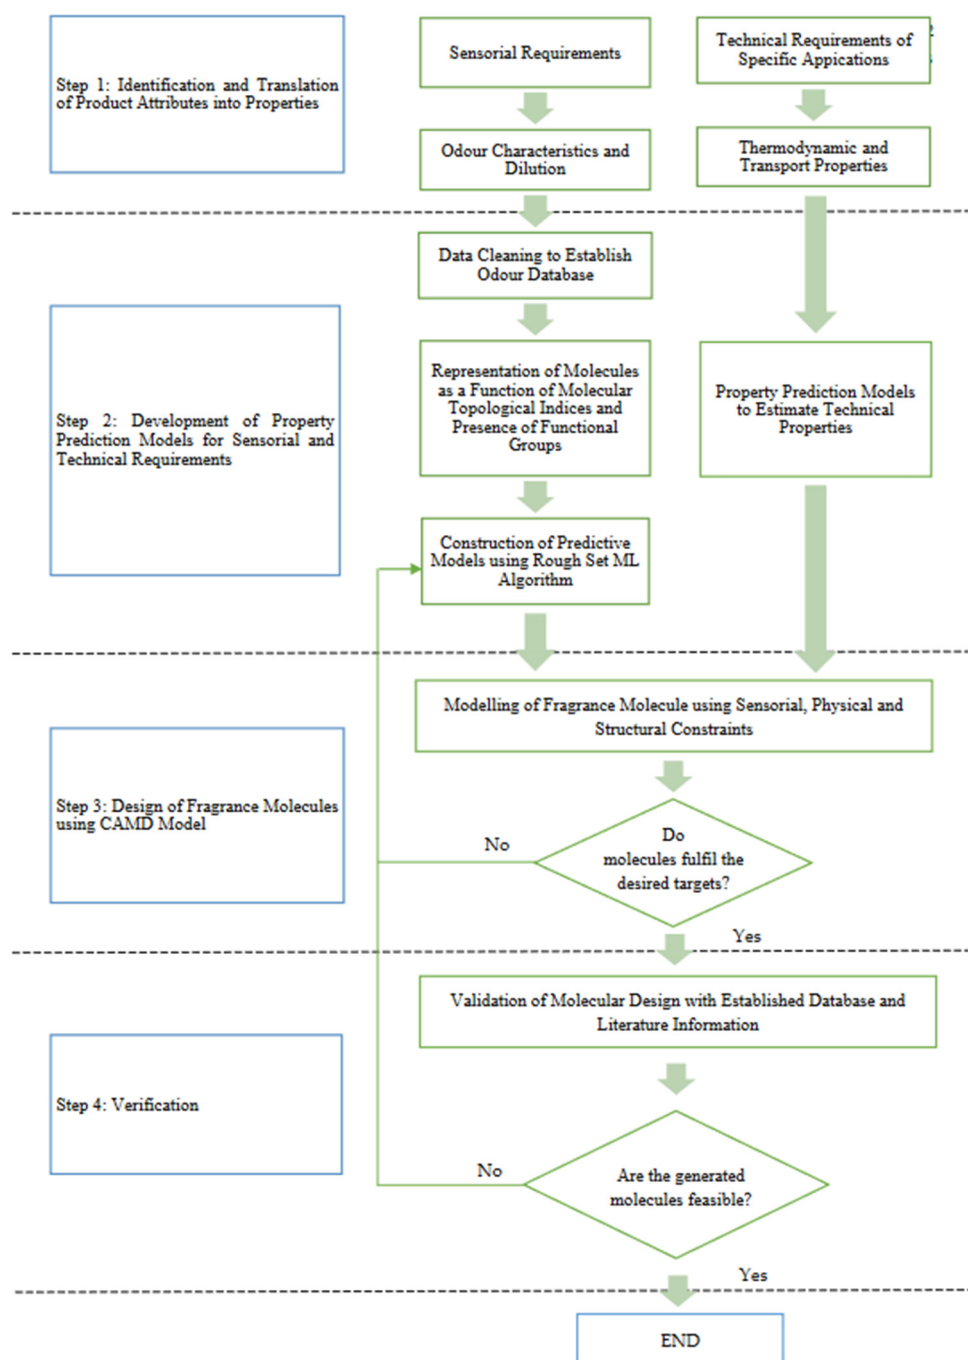 Step 1: Identification and Translation
of Product Attributes into Properties
Sensorial Requirements
Technical Requirements of
Specific Appications
2
Odour Characteristics and
Dilution
Thermodynamic and
Transport Properties
Step 2: Development of Property
Prediction Models for Sensorial and
Technical Requirements
Data Cleaning to Establish
Odour Database
Representation of Molecules
as a Function of Molecular
Topological Indices and
Presence of Functional
Groups
Property Prediction Models
to Estimate Technical
Properties
Construction of Predictive
Models using Rough Set ML
Algorithm
Step 3: Design of Fragrance Molecules
using CAMD Model
Modelling of Fragrance Molecule using Sensorial, Physical and
Structural Constraints
Do
molecules fulfil the
desired targets?
No
Yes
Step 4: Verification
Validation of Molecular Design with Established Database and
Literature Information
Are the generated
molecules feasible?
No
Yes
END